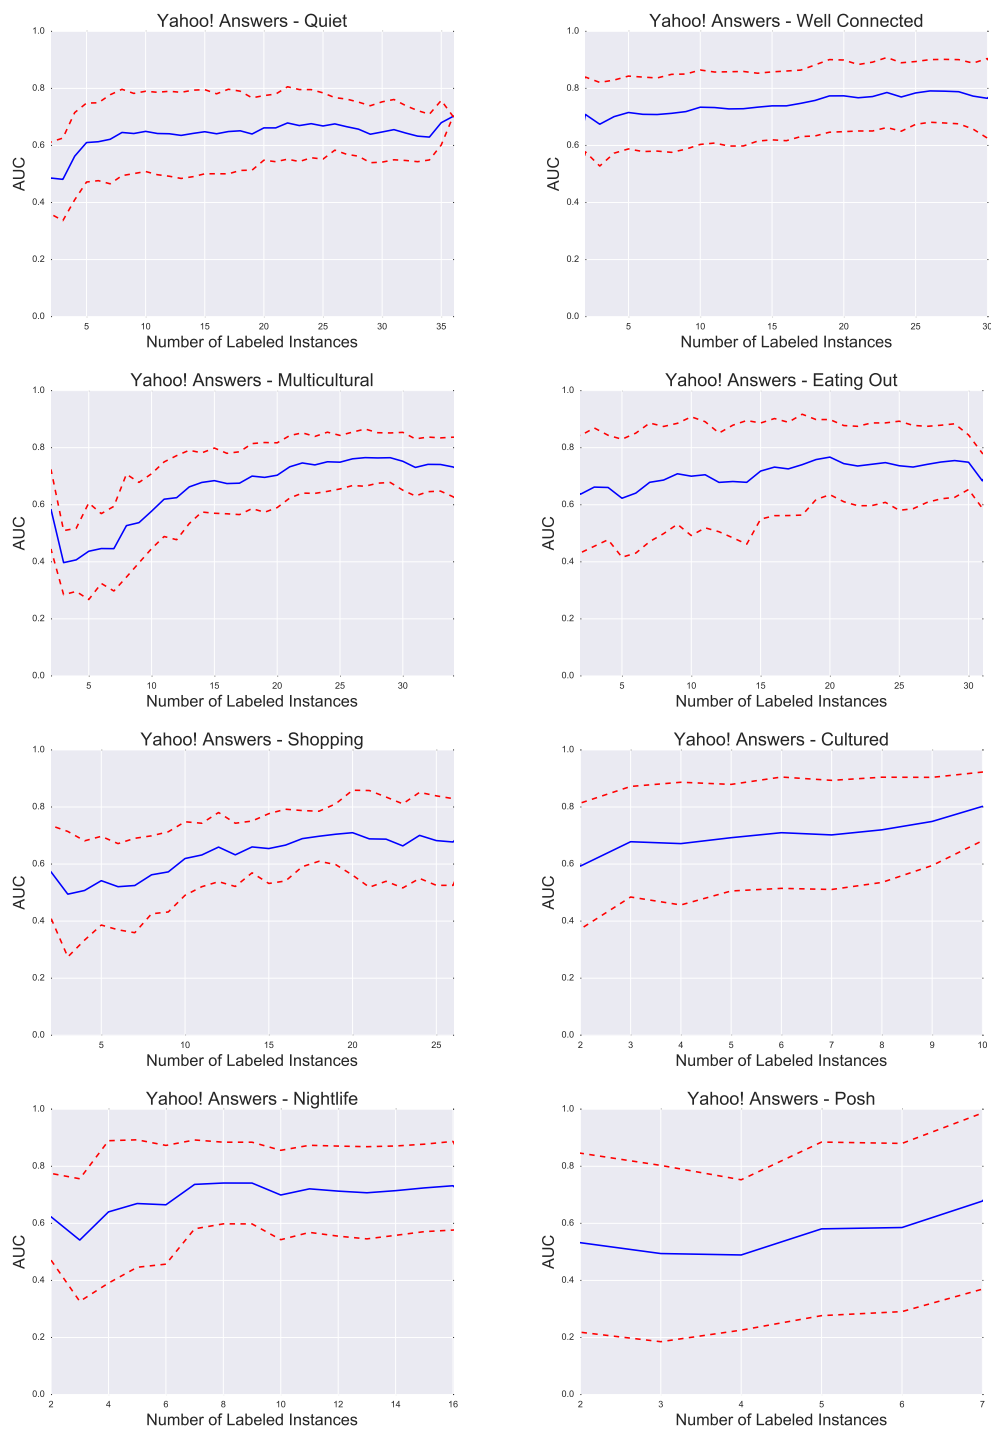 Yahoo! Answers - Quiet
1.0
0.8
0.6
0.4
0.2
0.0
AUC
5 10 15 20 25 30 35
Number of Labeled Instances
Yahoo! Answers - Well Connected
1.0
0.8
0.6
0.4
0.2
0.0
AUC
5 10 15 20 25 30
Number of Labeled Instances
Yahoo! Answers - Multicultural
1.0
0.8
0.6
0.4
0.2
0.0
AUC
5 10 15 20 25 30
Number of Labeled Instances
Yahoo! Answers - Eating Out
1.0
0.8
0.6
0.4
0.2
0.0
AUC
5 10 15 20 25 30
Number of Labeled Instances
Yahoo! Answers - Shopping
1.0
0.8
0.6
0.4
0.2
0.0
AUC
5 10 15 20 25
Number of Labeled Instances
Yahoo! Answers - Cultured
1.0
0.8
0.6
0.4
0.2
0.0
AUC
2 3 4 5 6 7 8 9 10
Number of Labeled Instances
Yahoo! Answers - Nightlife
1.0
0.8
0.6
0.4
0.2
0.0
AUC
2 4 6 8 10 12 14 16
Number of Labeled Instances
Yahoo! Answers - Posh
1.0
0.8
0.6
0.4
0.2
0.0
AUC
2 3 4 5 6 7
Number of Labeled Instances